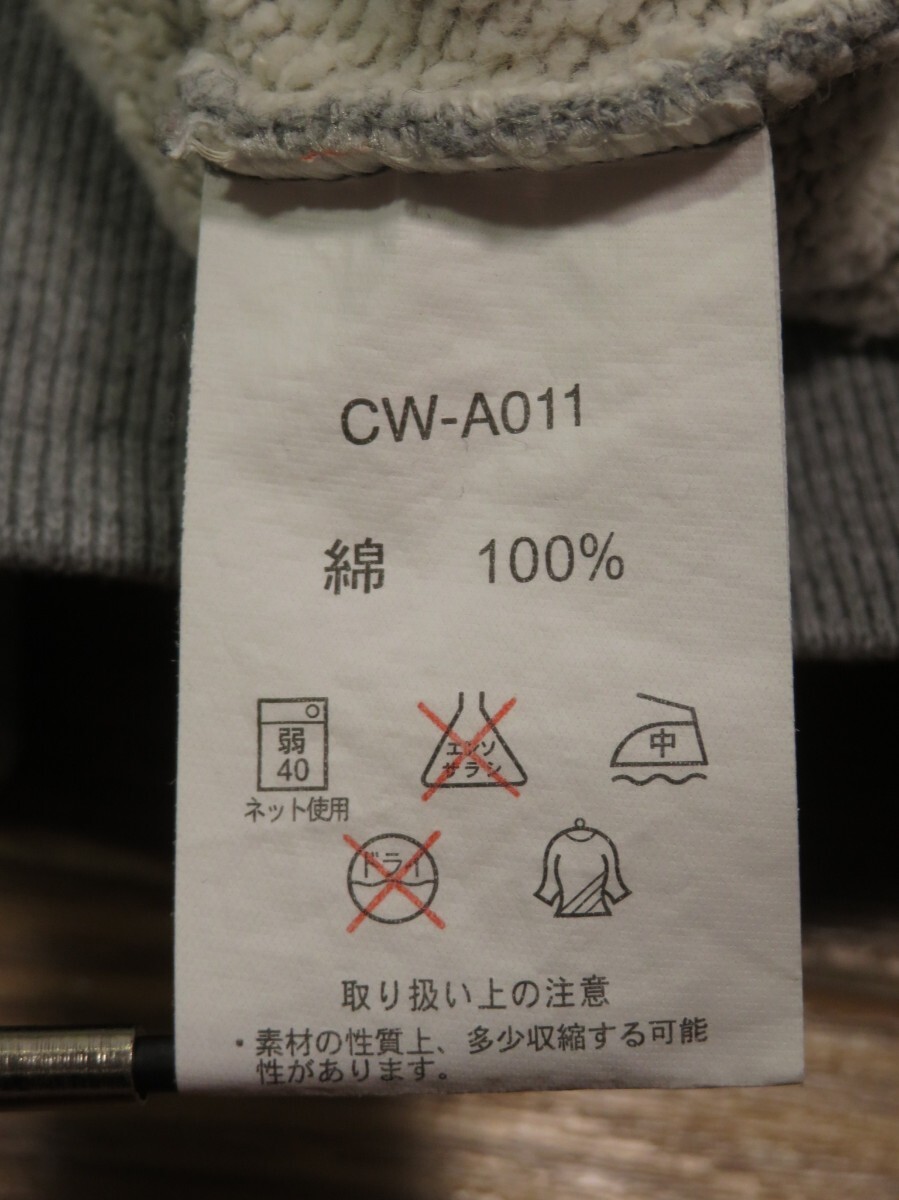 CW-A011
綿 100%
弱
40
ネット使用
エンソ
サラシ
中
ドライ
取り扱い上の注意
・素材の性質上、多少収縮する可能
性があります。